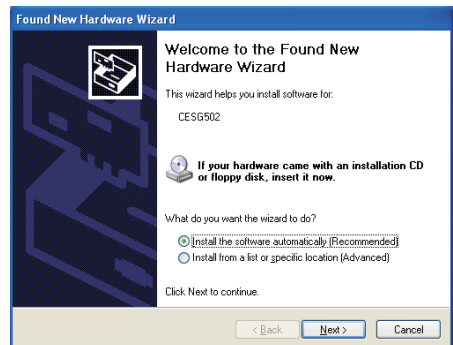 Found New Hardware Wizard
Welcome to the Found New
Hardware Wizard
This wizard helps you install software for:
CESG502
If your hardware came with an installation CD
or floppy disk, insert it now.
What do you want the wizard to do?
Install the software automatically (Recommended)
Install from a list or specific location (Advanced)
Click Next to continue.
< Back
Next >
Cancel